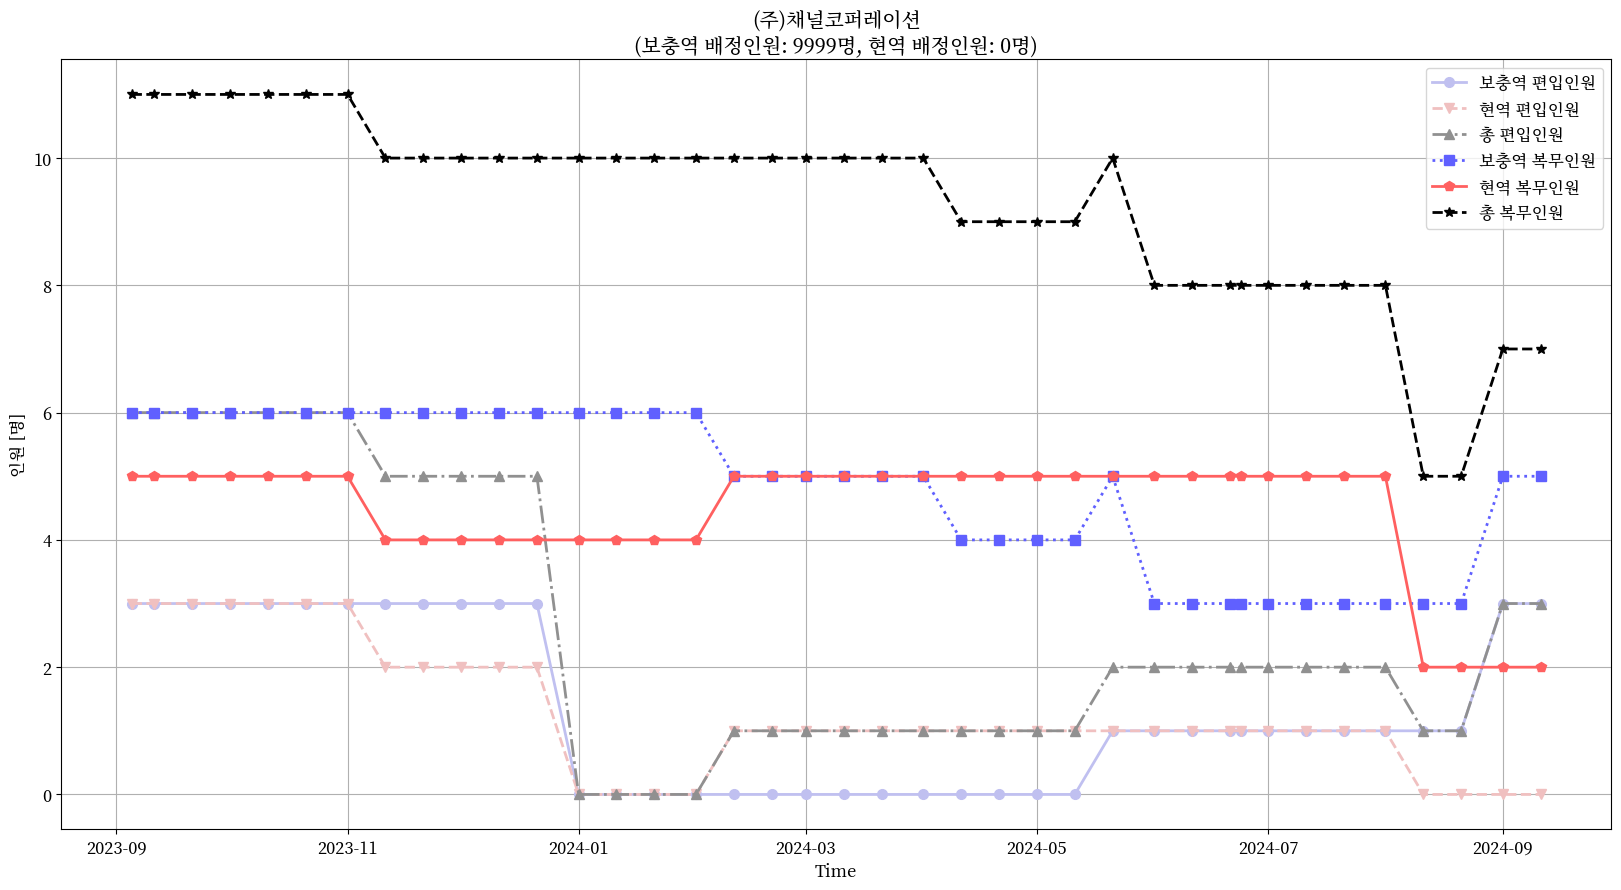 (주)채널코퍼레이션
(보충역 배정인원: 9999명, 현역 배정인원: 0명)
보충역 편입인원
현역 편입인원
총 편입인원
보충역 복무인원
현역 복무인원
총 복무인원
10
8
6
4
2
0
인원 [명]
2023-09
2023-11
2024-01
2024-03
2024-05
2024-07
2024-09
Time